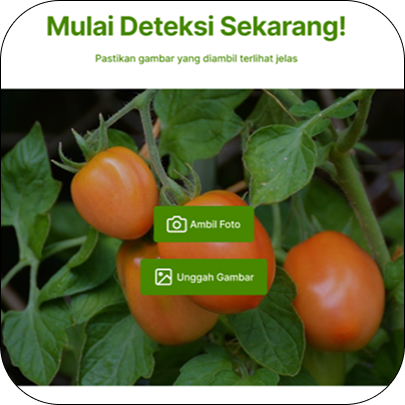 Mulai Deteksi Sekarang!
Pastikan gambar yang diambil terlihat jelas
Ambil Foto
Unggah Gambar